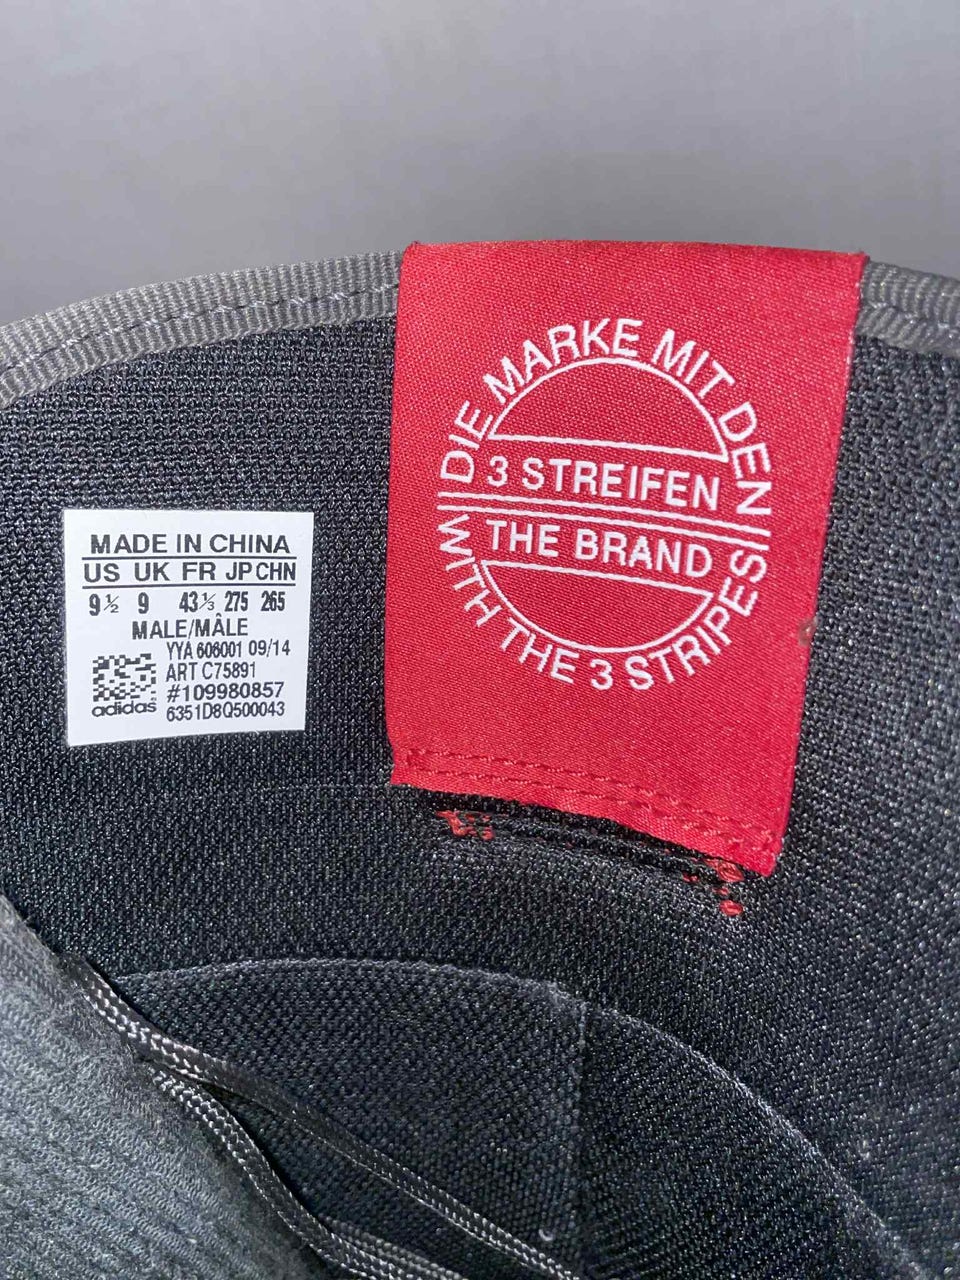 MADE IN CHINA
US UK FR JP CHN
9½ 9 43⅓ 275 265
MALE/MÂLE
YYA 606001 09/14
ART C75891
#109980857
adidas 6351D8Q500043
DIE MARKE MIT DEN
3 STREIFEN
THE BRAND
WITH THE 3 STRIPES